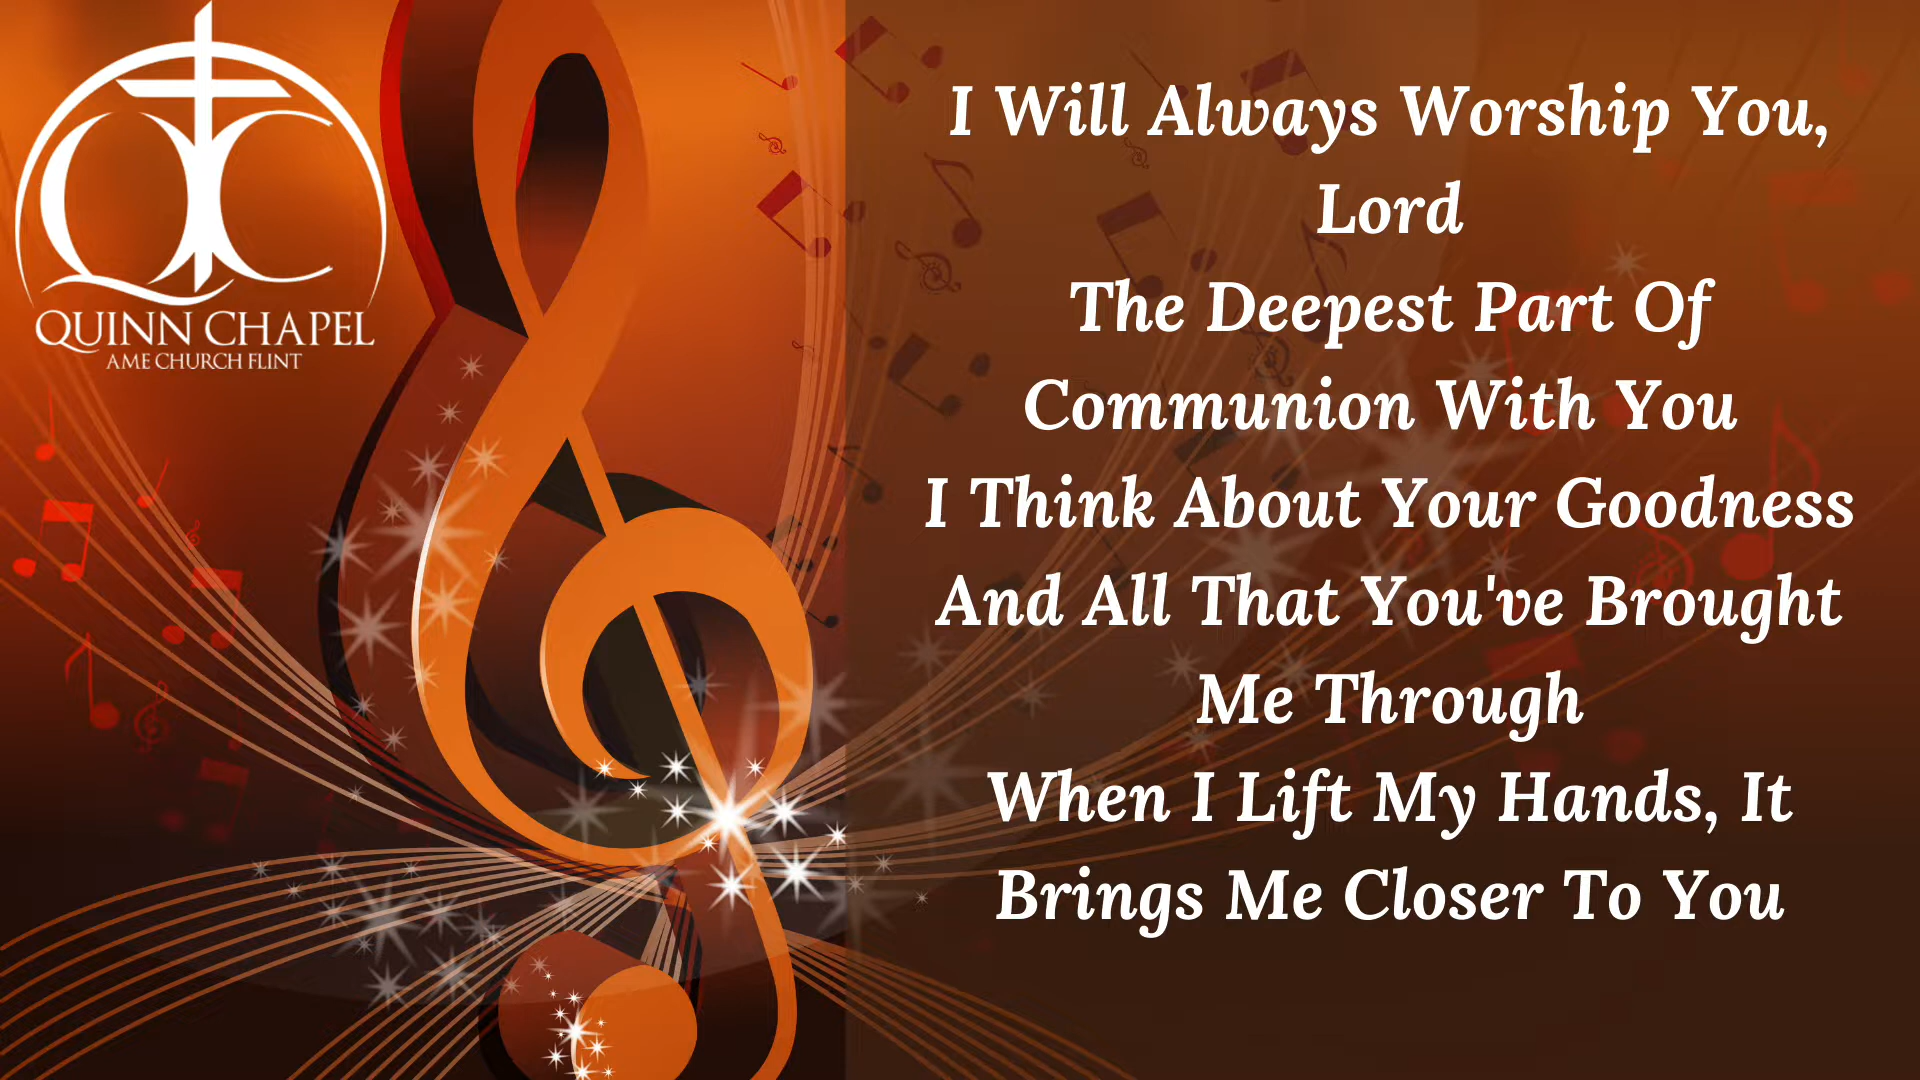 QC
QUINN CHAPEL
AME CHURCH FLINT
I Will Always Worship You,
Lord
The Deepest Part Of
Communion With You
I Think About Your Goodness
And All That You've Brought
Me Through
When I Lift My Hands, It
Brings Me Closer To You